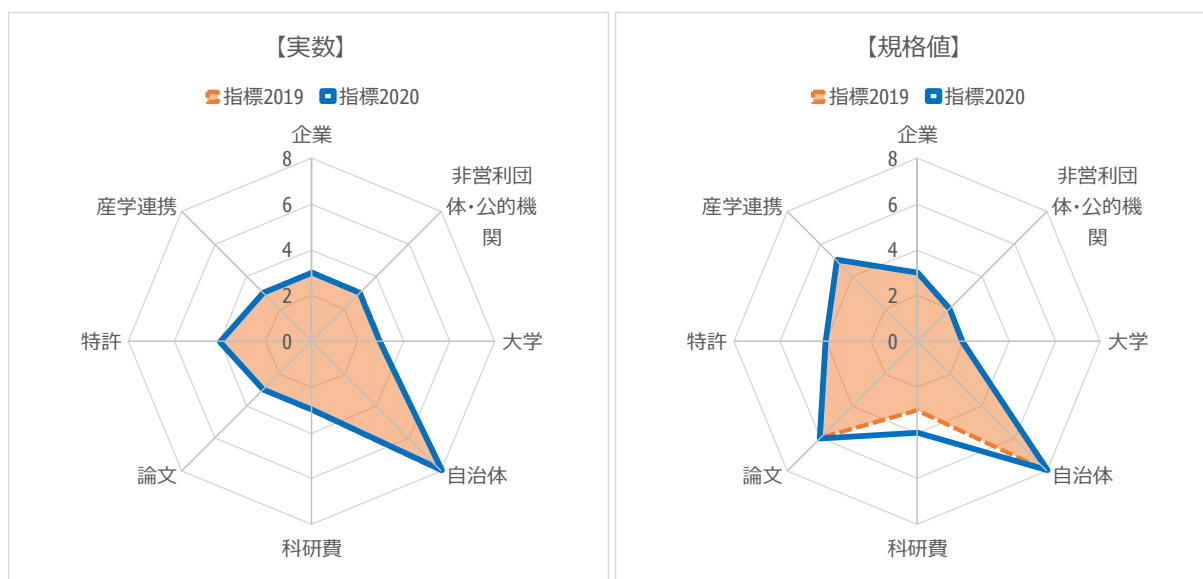 【実数】
指標2019 指標2020
企業
非営利団
体・公的機
関
大学
自治体
科研費
論文
特許
産学連携
8
6
4
2
0
【規格値】
指標2019 指標2020
企業
非営利団
体・公的機
関
大学
自治体
科研費
論文
特許
産学連携
8
6
4
2
0